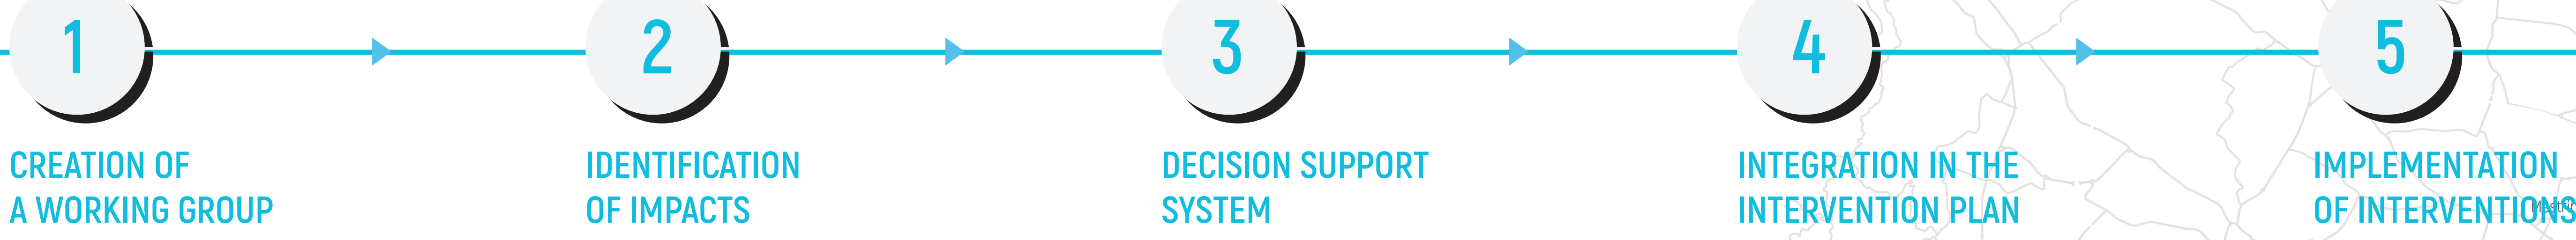 1
2
3
4
5
CREATION OF
A WORKING GROUP
IDENTIFICATION
OF IMPACTS
DECISION SUPPORT
SYSTEM
INTEGRATION IN THE
INTERVENTION PLAN
IMPLEMENTATION
OF INTERVENTIONS